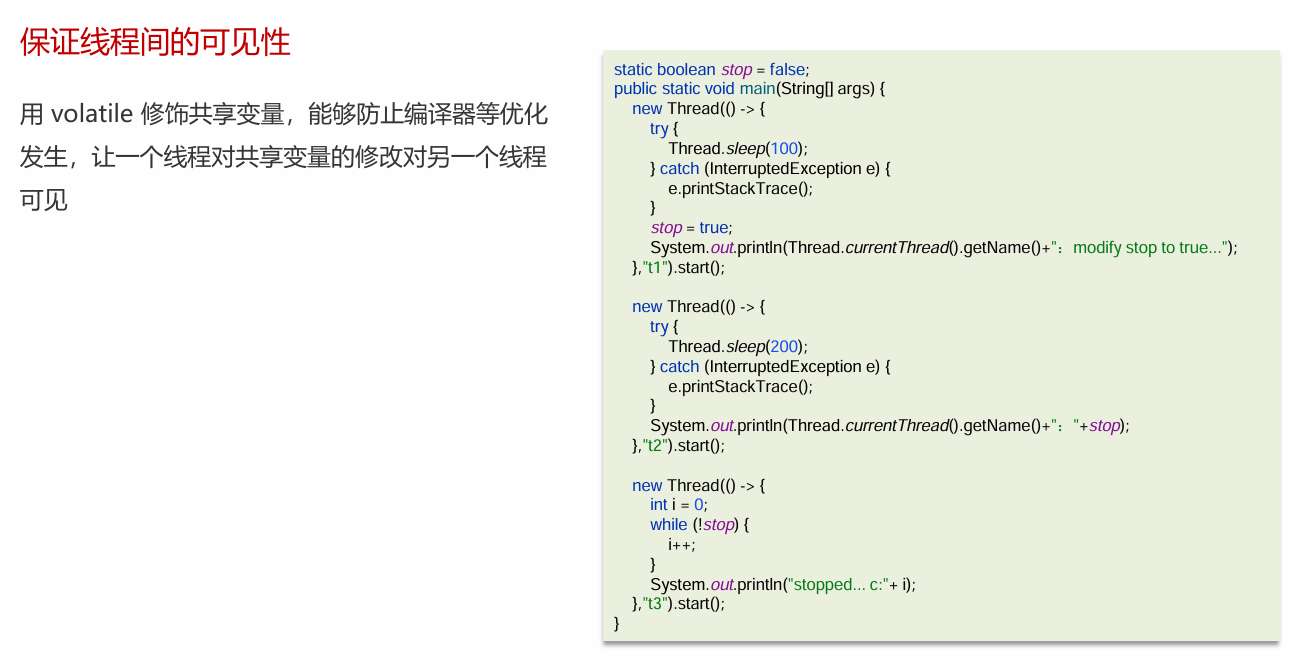 保证线程间的可见性
用 volatile 修饰共享变量，能够防止编译器等优化
发生，让一个线程对共享变量的修改对另一个线程
可见
static boolean stop = false;
public static void main(String[] args) {
    new Thread(() -> {
        try {
            Thread.sleep(100);
        } catch (InterruptedException e) {
            e.printStackTrace();
        }
        stop = true;
        System.out.println(Thread.currentThread().getName()+"：modify stop to true...");
    },"t1").start();
    new Thread(() -> {
        try {
            Thread.sleep(200);
        } catch (InterruptedException e) {
            e.printStackTrace();
        }
        System.out.println(Thread.currentThread().getName()+"："+stop);
    },"t2").start();
    new Thread(() -> {
        int i = 0;
        while (!stop) {
            i++;
        }
        System.out.println("stopped... c:"+ i);
    },"t3").start();
}